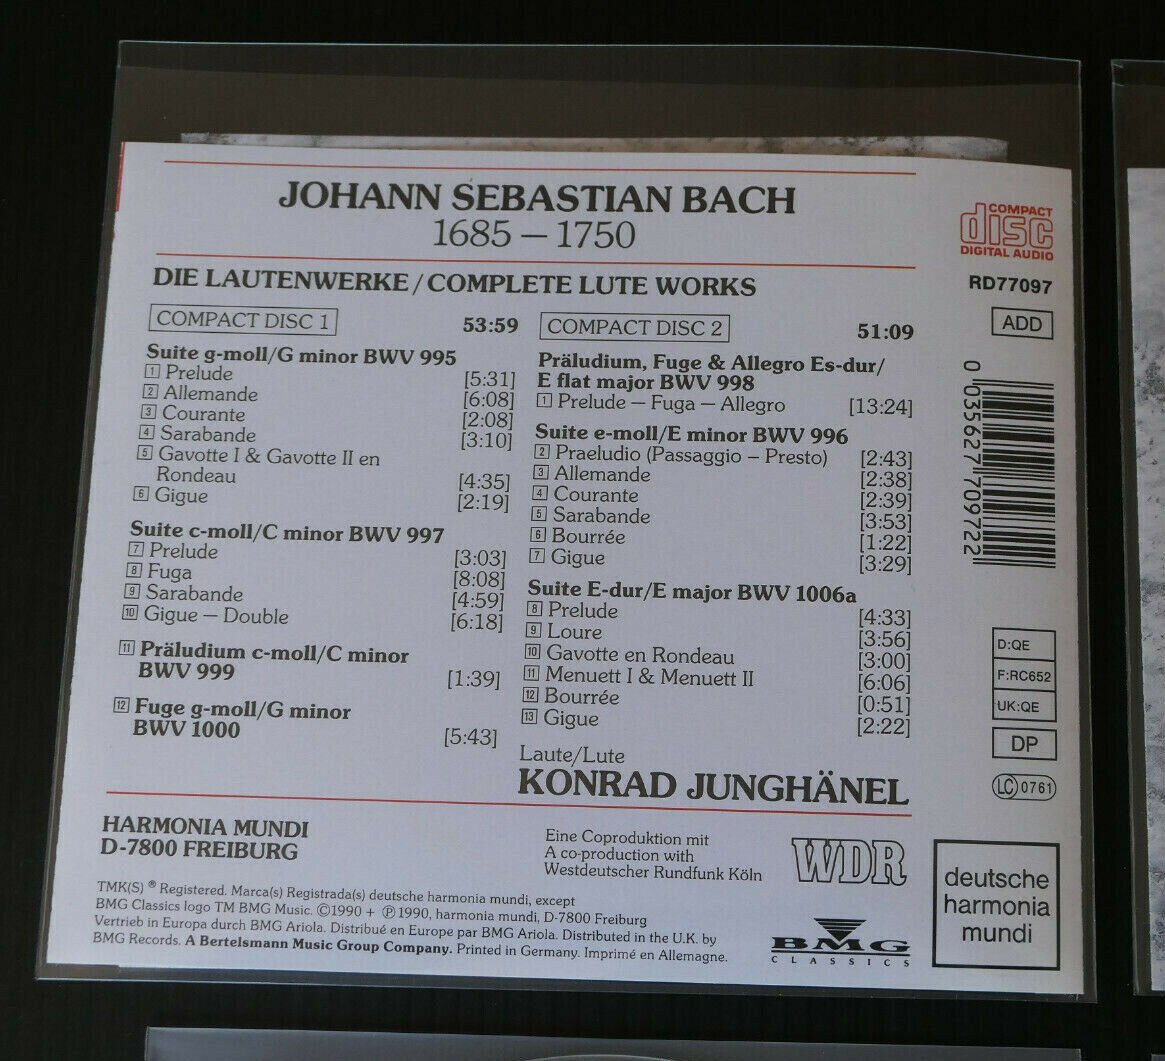 JOHANN SEBASTIAN BACH
1685 – 1750
DIE LAUTENWERKE/COMPLETE LUTE WORKS
COMPACT DISC 1 53:59
Suite g-moll/G minor BWV 995
1 Prelude [5:31]
2 Allemande [6:08]
3 Courante [2:08]
4 Sarabande [3:10]
5 Gavotte I & Gavotte II en
Rondeau [4:35]
6 Gigue [2:19]
Suite c-moll/C minor BWV 997
7 Prelude [3:03]
8 Fuga [8:08]
9 Sarabande [4:59]
10 Gigue – Double [6:18]
11 Präludium c-moll/C minor
BWV 999 [1:39]
12 Fuge g-moll/G minor
BWV 1000 [5:43]
COMPACT DISC 2 51:09
Präludium, Fuge & Allegro Es-dur/
E flat major BWV 998
1 Prelude – Fuga – Allegro [13:24]
Suite e-moll/E minor BWV 996
2 Praeludio (Passaggio – Presto) [2:43]
3 Allemande [2:38]
4 Courante [2:39]
5 Sarabande [3:53]
6 Bourrée [1:22]
7 Gigue [3:29]
Suite E-dur/E major BWV 1006a
8 Prelude [4:33]
9 Loure [3:56]
10 Gavotte en Rondeau [3:00]
11 Menuett I & Menuett II [6:06]
12 Bourrée [0:51]
13 Gigue [2:22]
Laute/Lute
KONRAD JUNGHÄNEL
COMPACT
disc
DIGITAL AUDIO
RD77097
ADD
0 035627 709722
D:QE
F:RC652
UK:QE
DP
LC 0761
HARMONIA MUNDI
D-7800 FREIBURG
Eine Coproduktion mit
A co-production with
Westdeutscher Rundfunk Köln
WDR
TMK(S) ® Registered. Marca(s) Registrada(s) deutsche harmonia mundi, except
BMG Classics logo TM BMG Music. ©1990 + ℗ 1990, harmonia mundi, D-7800 Freiburg
Vertrieb in Europa durch BMG Ariola. Distribué en Europe par BMG Ariola. Distributed in the U.K. by
BMG Records. A Bertelsmann Music Group Company. Printed in Germany. Imprimé en Allemagne.
BMG
CLASSICS
deutsche
harmonia
mundi